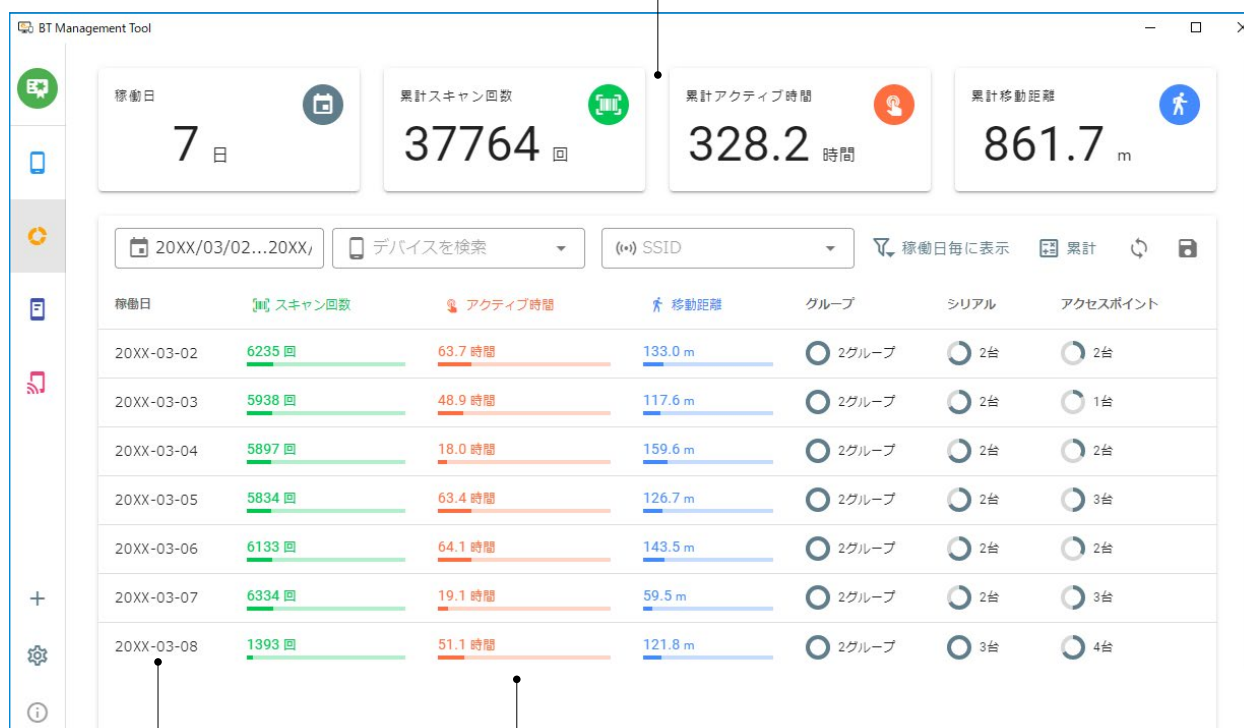 BT Management Tool
稼働日
7 日
累計スキャン回数
37764 回
累計アクティブ時間
328.2 時間
累計移動距離
861.7 m
20XX/03/02...20XX/ デバイスを検索 SSID 稼働日毎に表示 累計
稼働日 スキャン回数 アクティブ時間 移動距離 グループ シリアル アクセスポイント
20XX-03-02 6235 回 63.7 時間 133.0 m 2グループ 2台 2台
20XX-03-03 5938 回 48.9 時間 117.6 m 2グループ 2台 1台
20XX-03-04 5897 回 18.0 時間 159.6 m 2グループ 2台 2台
20XX-03-05 5834 回 63.4 時間 126.7 m 2グループ 2台 3台
20XX-03-06 6133 回 64.1 時間 143.5 m 2グループ 2台 2台
20XX-03-07 6334 回 19.1 時間 59.5 m 2グループ 2台 3台
20XX-03-08 1393 回 51.1 時間 121.8 m 2グループ 3台 4台